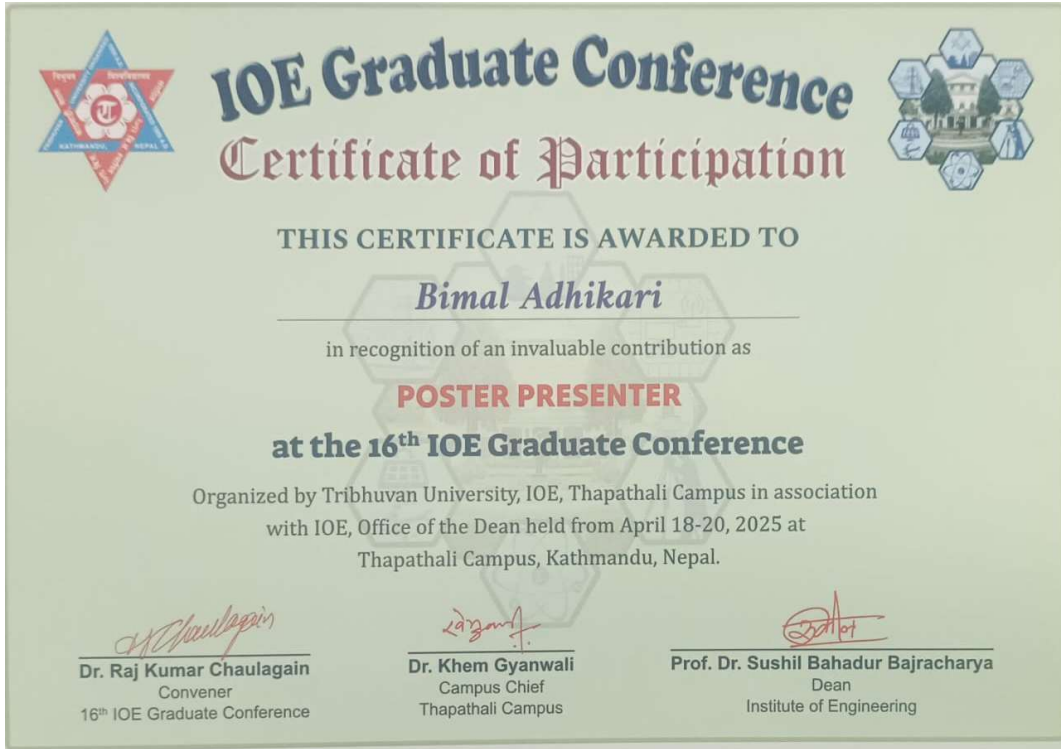 IOE Graduate Conference
Certificate of Participation
THIS CERTIFICATE IS AWARDED TO
Bimal Adhikari
in recognition of an invaluable contribution as
POSTER PRESENTER
at the 16th IOE Graduate Conference
Organized by Tribhuvan University, IOE, Thapathali Campus in association
with IOE, Office of the Dean held from April 18-20, 2025 at
Thapathali Campus, Kathmandu, Nepal.
Dr. Raj Kumar Chaulagain
Convener
16th IOE Graduate Conference
Dr. Khem Gyanwali
Campus Chief
Thapathali Campus
Prof. Dr. Sushil Bahadur Bajracharya
Dean
Institute of Engineering